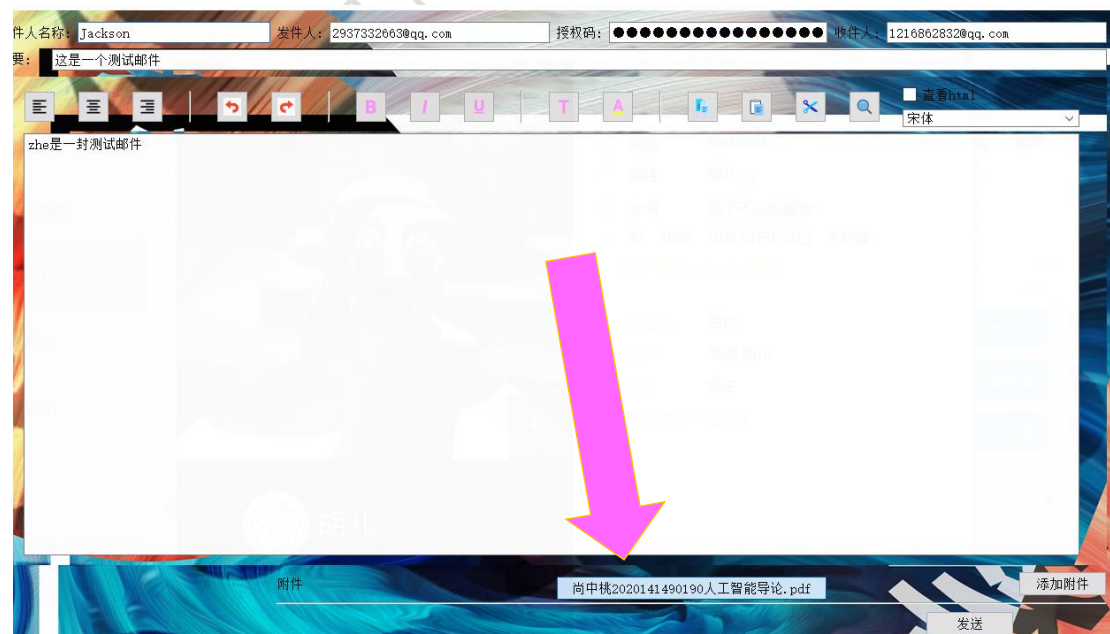 件人名称: Jackson 发件人: 2937332663@qq.com 授权码: ●●●●●●●●●●●●●●●● 收件人: 1216862832@qq.com
要: 这是一个测试邮件
B I U T A 查看html
宋体
zhe是一封测试邮件
胡儿
附件 尚中桃2020141490190人工智能导论.pdf 添加附件
发送